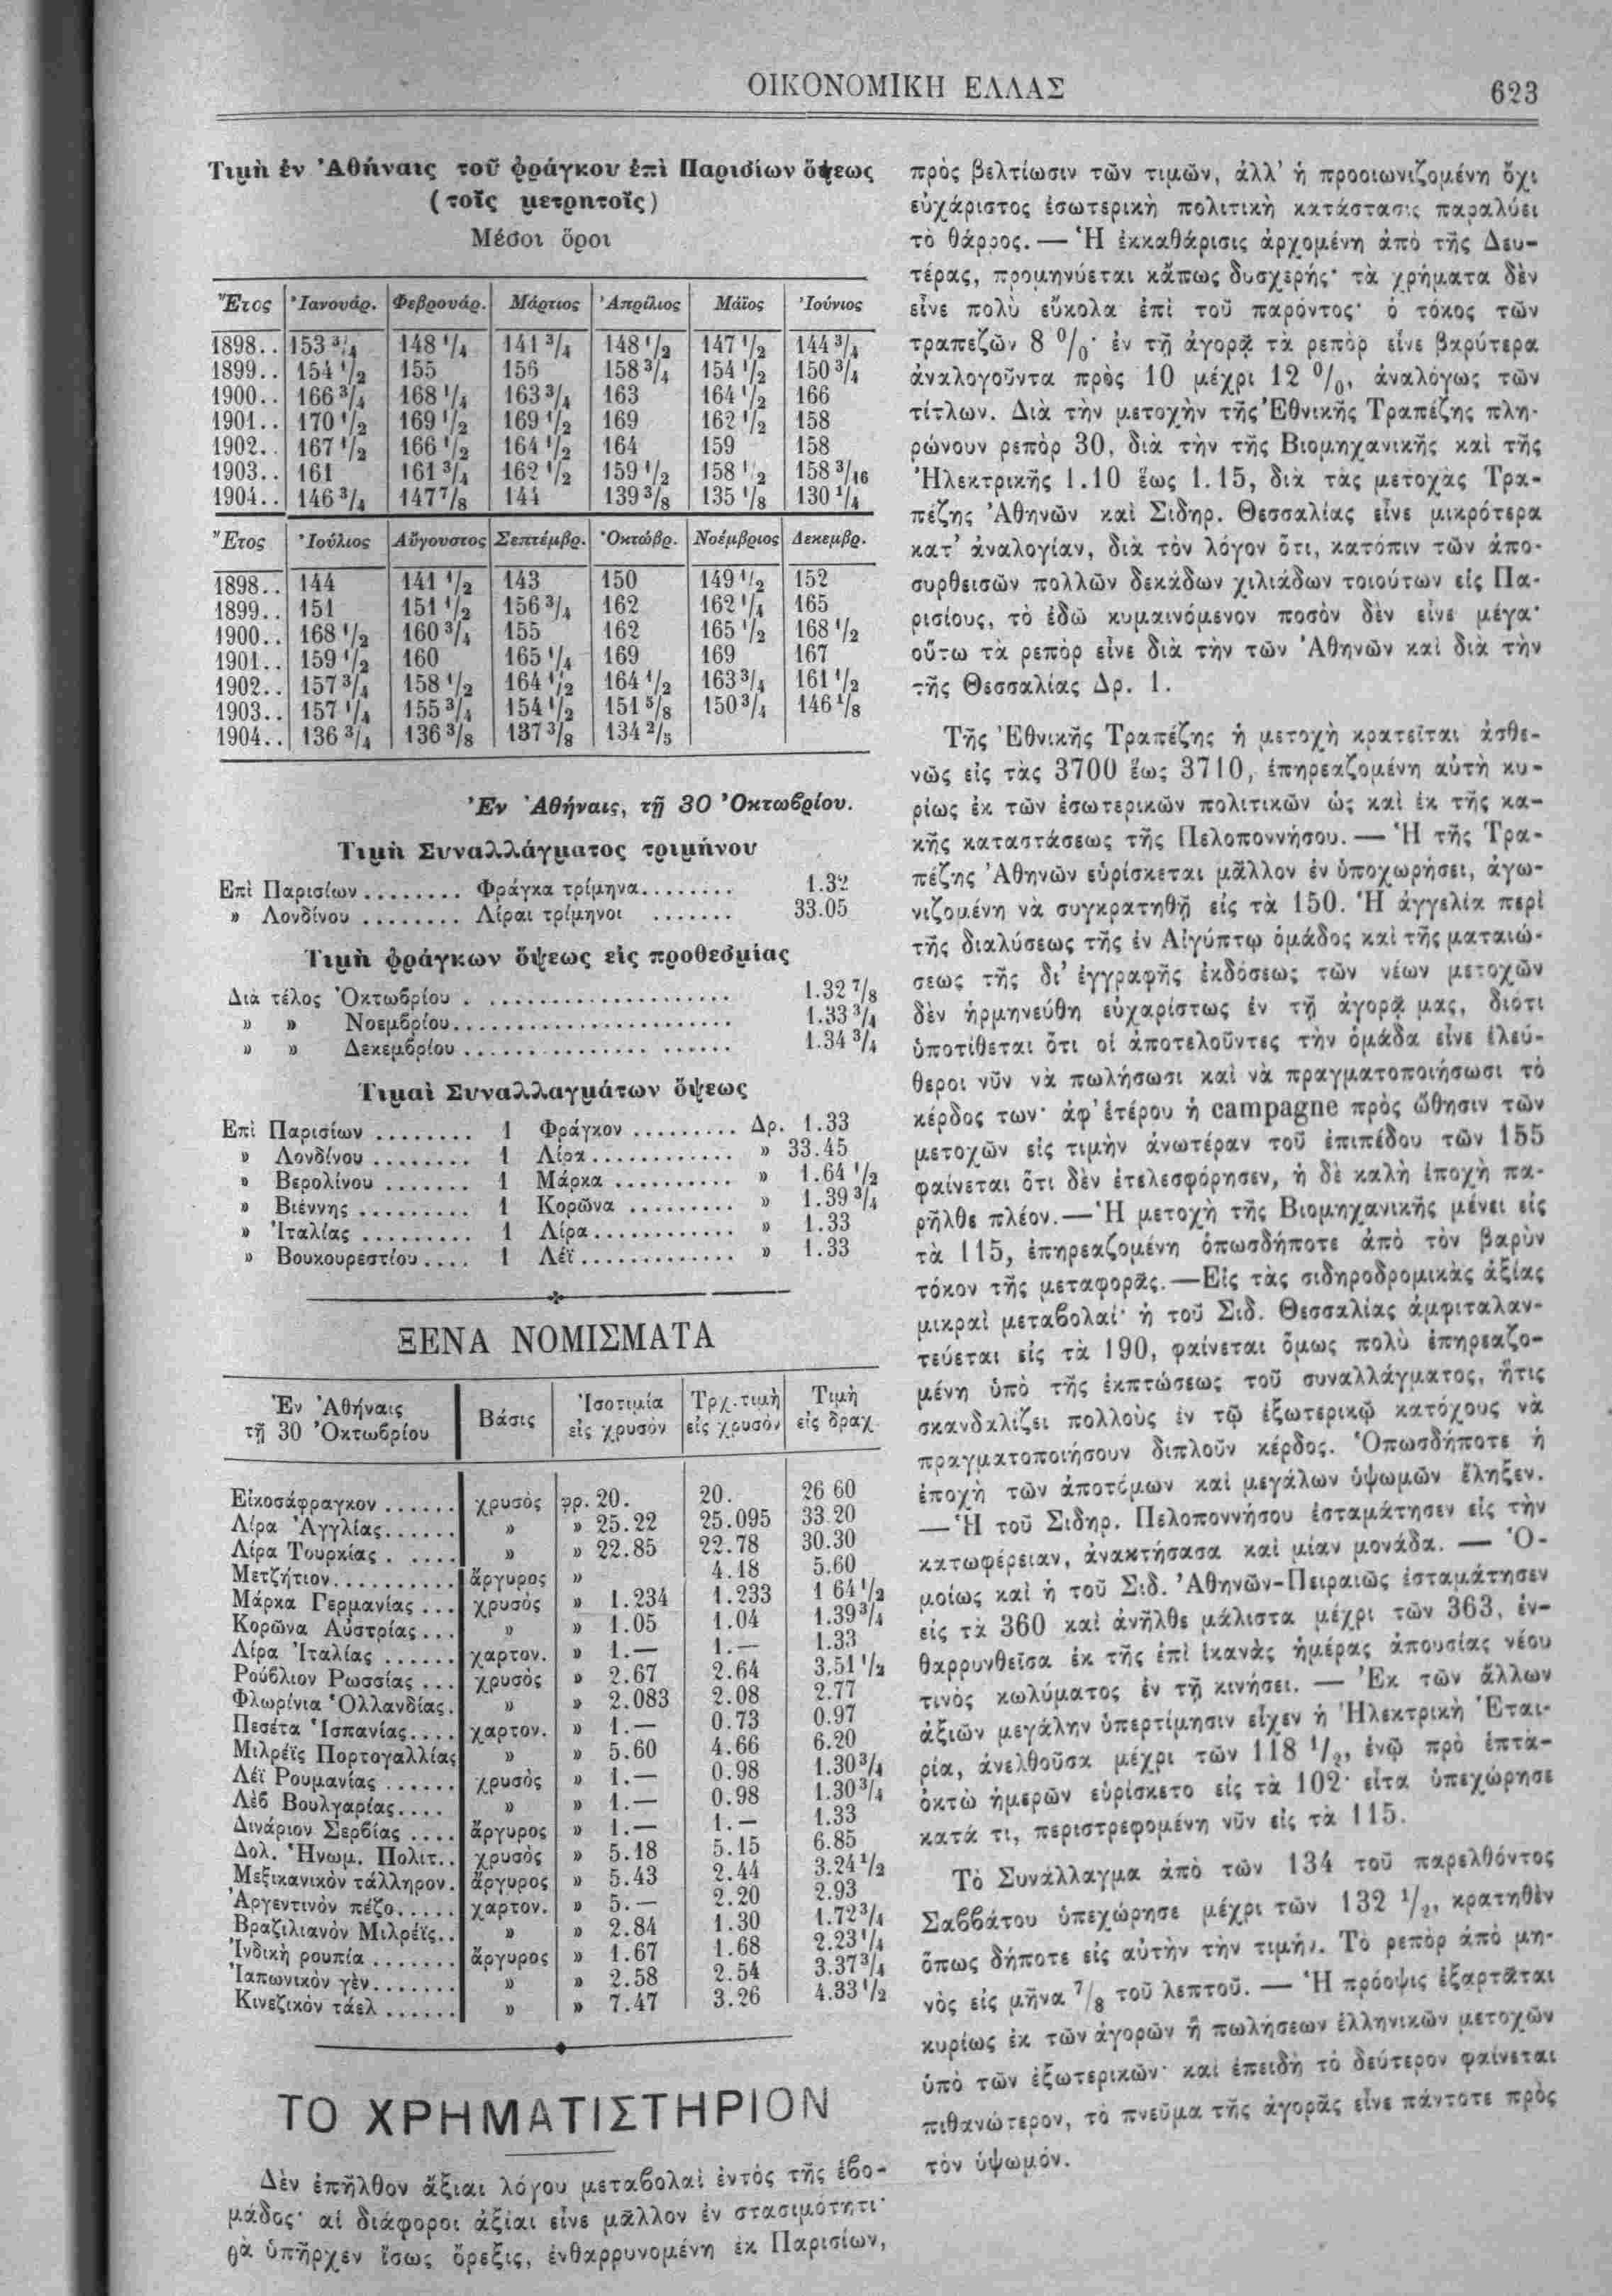 ΟΙΚΟΝΟΜΙΚΗ ΕΛΛΑΣ
623
Τιμὴ ἐν Ἀθήναις τοῦ φράγκου ἐπὶ Παρισίων ὄψεως
(τοῖς μετρητοῖς)
Μέσοι ὅροι
Ἔτος Ἰανουάρ. Φεβρουάρ. Μάρτιος Ἀπρίλιος Μάϊος Ἰούνιος
1898.. 153 3/4 148 1/4 141 3/4 148 1/2 147 1/2 144 3/4
1899.. 154 1/2 155 156 158 3/4 154 1/2 150 3/4
1900.. 166 3/4 168 1/4 163 3/4 163 164 1/2 166
1901.. 170 1/2 169 1/2 169 1/2 169 162 1/2 158
1902.. 167 1/2 166 1/2 164 1/2 164 159 158
1903.. 161 161 3/4 162 1/2 159 1/2 158 1/2 158 3/16
1904.. 146 3/4 147 7/8 144 139 3/8 135 1/8 130 1/4
Ἔτος Ἰούλιος Αὔγουστος Σεπτέμβρ. Ὀκτώβρ. Νοέμβριος Δεκεμβρ.
1898.. 144 141 1/2 143 150 149 1/2 152
1899.. 151 151 1/2 156 3/4 162 162 1/4 165
1900.. 168 1/2 160 3/4 155 162 165 1/2 168 1/2
1901.. 159 1/2 160 165 1/4 169 169 167
1902.. 157 3/4 158 1/2 164 1/2 164 1/2 163 3/4 161 1/2
1903.. 157 1/4 155 3/4 154 1/2 151 5/8 150 3/4 146 1/8
1904.. 136 3/4 136 3/8 137 3/8 134 2/5
Ἐν Ἀθήναις, τῇ 30 Ὀκτωβρίου.
Τιμὴ Συναλλάγματος τριμήνου
Ἐπὶ Παρισίων ........ Φράγκα τρίμηνα........ 1.32
» Λονδίνου ........ Λίραι τρίμηνοι ....... 33.05
Τιμὴ φράγκων ὄψεως εἰς προθεσμίας
Διὰ τέλος Ὀκτωβρίου . .................... 1.32 7/8
» » Νοεμβρίου........................ 1.33 3/4
» » Δεκεμβρίου ................ ...... 1.34 3/4
Τιμαὶ Συναλλαγμάτων ὄψεως
Ἐπὶ Παρισίων ........ 1 Φράγκον ......... Δρ. 1.33
» Λονδίνου ........ 1 Λίρα............ » 33.45
» Βερολίνου ....... 1 Μάρκα .......... » 1.64 1/2
» Βιέννης ......... 1 Κορῶνα ......... » 1.39 3/4
» Ἰταλίας ......... 1 Λίρα............ » 1.33
» Βουκουρεστίου.... 1 Λέϊ............. » 1.33
ΞΕΝΑ ΝΟΜΙΣΜΑΤΑ
Ἐν Ἀθήναις τῇ 30 Ὀκτωβρίου Βάσις Ἰσοτιμία εἰς χρυσὸν Τρχ.τιμὴ εἰς χρυσὸν Τιμὴ εἰς δραχ.
Εἰκοσάφραγκον ...... χρυσὸς φρ. 20. 20. 26 60
Λίρα Ἀγγλίας...... » » 25.22 25.095 33.20
Λίρα Τουρκίας . .... » » 22.85 22.78 30.30
Μετζήτιον.......... ἄργυρος » 4.18 5.60
Μάρκα Γερμανίας ... χρυσὸς » 1.234 1.233 1 64 1/2
Κορῶνα Αὐστρίας... » » 1.05 1.04 1.39 3/4
Λίρα Ἰταλίας ...... χαρτον. » 1.— 1.— 1.33
Ρούβλιον Ρωσσίας ... χρυσὸς » 2.67 2.64 3.51 1/2
Φλωρίνια Ὁλλανδίας. » » 2.083 2.08 2.77
Πεσέτα Ἰσπανίας.... χαρτον. » 1.— 0.73 0.97
Μιλρέϊς Πορτογαλλίας » » 5.60 4.66 6.20
Λέϊ Ρουμανίας ...... χρυσὸς » 1.— 0.98 1.30 3/4
Λὲβ Βουλγαρίας.... » » 1.— 0.98 1.30 3/4
Δινάριον Σερβίας .... ἄργυρος » 1.— 1.— 1.33
Δολ. Ἡνωμ. Πολιτ.. χρυσὸς » 5.18 5.15 6.85
Μεξικανικὸν τάλληρον. ἄργυρος » 5.43 2.44 3.24 1/2
Ἀργεντινὸν πέζο..... χαρτον. » 5.— 2.20 2.93
Βραζιλιανὸν Μιλρέϊς.. » » 2.84 1.30 1.72 3/4
Ἰνδικὴ ρουπία ....... ἄργυρος » 1.67 1.68 2.23 1/4
Ἰαπωνικὸν γὲν....... » » 2.58 2.54 3.37 3/4
Κινεζικὸν τάελ ...... » » 7.47 3.26 4.33 1/2
ΤΟ ΧΡΗΜΑΤΙΣΤΗΡΙΟΝ
Δὲν ἐπῆλθον ἄξιαι λόγου μεταβολαὶ ἐντὸς τῆς ἑβδο-
μάδος· αἱ διάφοροι ἀξίαι εἶνε μᾶλλον ἐν στασιμότητι·
θὰ ὑπῆρχεν ἴσως ὄρεξις, ἐνθαρρυνομένη ἐκ Παρισίων,
πρὸς βελτίωσιν τῶν τιμῶν, ἀλλ' ἡ προοιωνιζομένη ὄχι
εὐχάριστος ἐσωτερικὴ πολιτικὴ κατάστασις παραλύει
τὸ θάρρος. — Ἡ ἐκκαθάρισις ἀρχομένη ἀπὸ τῆς Δευ-
τέρας, προμηνύεται κἄπως δυσχερής· τὰ χρήματα δὲν
εἶνε πολὺ εὔκολα ἐπὶ τοῦ παρόντος· ὁ τόκος τῶν
τραπεζῶν 8 %· ἐν τῇ ἀγορᾷ τὰ ρεπὸρ εἶνε βαρύτερα
ἀναλογοῦντα πρὸς 10 μέχρι 12 %, ἀναλόγως τῶν
τίτλων. Διὰ τὴν μετοχὴν τῆς Ἐθνικῆς Τραπέζης πλη-
ρώνουν ρεπὸρ 30, διὰ τὴν τῆς Βιομηχανικῆς καὶ τῆς
Ἠλεκτρικῆς 1.10 ἕως 1.15, διὰ τὰς μετοχὰς Τρα-
πέζης Ἀθηνῶν καὶ Σιδηρ. Θεσσαλίας εἶνε μικρότερα
κατ' ἀναλογίαν, διὰ τὸν λόγον ὅτι, κατόπιν τῶν ἀπο-
συρθεισῶν πολλῶν δεκάδων χιλιάδων τοιούτων εἰς Πα-
ρισίους, τὸ ἐδῶ κυμαινόμενον ποσὸν δὲν εἶνε μέγα·
οὕτω τὰ ρεπὸρ εἶνε διὰ τὴν τῶν Ἀθηνῶν καὶ διὰ τὴν
τῆς Θεσσαλίας Δρ. 1.
Τῆς Ἐθνικῆς Τραπέζης ἡ μετοχὴ κρατεῖται ἀσθε-
νῶς εἰς τὰς 3700 ἕως 3710, ἐπηρεαζομένη αὐτὴ κυ-
ρίως ἐκ τῶν ἐσωτερικῶν πολιτικῶν ὡς καὶ ἐκ τῆς κα-
κῆς καταστάσεως τῆς Πελοποννήσου. — Ἡ τῆς Τρα-
πέζης Ἀθηνῶν εὑρίσκεται μᾶλλον ἐν ὑποχωρήσει, ἀγω-
νιζομένη νὰ συγκρατηθῇ εἰς τὰ 150. Ἡ ἀγγελία περὶ
τῆς διαλύσεως τῆς ἐν Αἰγύπτῳ ὁμάδος καὶ τῆς ματαιώ-
σεως τῆς δι' ἐγγραφῆς ἐκδόσεως τῶν νέων μετοχῶν
δὲν ἡρμηνεύθη εὐχαρίστως ἐν τῇ ἀγορᾷ μας, διότι
ὑποτίθεται ὅτι οἱ ἀποτελοῦντες τὴν ὁμάδα εἶνε ἐλεύ-
θεροι νῦν νὰ πωλήσωσι καὶ νὰ πραγματοποιήσωσι τὸ
κέρδος των· ἀφ' ἑτέρου ἡ campagne πρὸς ὤθησιν τῶν
μετοχῶν εἰς τιμὴν ἀνωτέραν τοῦ ἐπιπέδου τῶν 155
φαίνεται ὅτι δὲν ἐτελεσφόρησεν, ἡ δὲ καλὴ ἐποχὴ πα-
ρῆλθε πλέον.—Ἡ μετοχὴ τῆς Βιομηχανικῆς μένει εἰς
τὰ 115, ἐπηρεαζομένη ὁπωσδήποτε ἀπὸ τὸν βαρὺν
τόκον τῆς μεταφορᾶς.—Εἰς τὰς σιδηροδρομικὰς ἀξίας
μικραὶ μεταβολαί· ἡ τοῦ Σιδ. Θεσσαλίας ἀμφιταλαν-
τεύεται εἰς τὰ 190, φαίνεται ὅμως πολὺ ἐπηρεαζο-
μένη ὑπὸ τῆς ἐκπτώσεως τοῦ συναλλάγματος, ἥτις
σκανδαλίζει πολλοὺς ἐν τῷ ἐξωτερικῷ κατόχους νὰ
πραγματοποιήσουν διπλοῦν κέρδος. Ὁπωσδήποτε ἡ
ἐποχὴ τῶν ἀποτόμων καὶ μεγάλων ὑψωμῶν ἔληξεν.
—Ἡ τοῦ Σιδηρ. Πελοποννήσου ἐσταμάτησεν εἰς τὴν
κατωφέρειαν, ἀνακτήσασα καὶ μίαν μονάδα. — Ὁ-
μοίως καὶ ἡ τοῦ Σιδ. Ἀθηνῶν-Πειραιῶς ἐσταμάτησεν
εἰς τὰ 360 καὶ ἀνῆλθε μάλιστα μέχρι τῶν 363, ἐν-
θαρρυνθεῖσα ἐκ τῆς ἐπὶ ἱκανὰς ἡμέρας ἀπουσίας νέου
τινὸς κωλύματος ἐν τῇ κινήσει. — Ἐκ τῶν ἄλλων
ἀξιῶν μεγάλην ὑπερτίμησιν εἶχεν ἡ Ἠλεκτρικὴ Ἑται-
ρία, ἀνελθοῦσα μέχρι τῶν 118 1/2, ἐνῷ πρὸ ἑπτὰ-
ὀκτὼ ἡμερῶν εὑρίσκετο εἰς τὰ 102· εἶτα ὑπεχώρησε
κατά τι, περιστρεφομένη νῦν εἰς τὰ 115.
Τὸ Συνάλλαγμα ἀπὸ τῶν 134 τοῦ παρελθόντος
Σαββάτου ὑπεχώρησε μέχρι τῶν 132 1/2, κρατηθὲν
ὅπως δήποτε εἰς αὐτὴν τὴν τιμήν. Τὸ ρεπὸρ ἀπὸ μη-
νὸς εἰς μῆνα 7/8 τοῦ λεπτοῦ. — Ἡ πρόοψις ἐξαρτᾶται
κυρίως ἐκ τῶν ἀγορῶν ἢ πωλήσεων ἑλληνικῶν μετοχῶν
ὑπὸ τῶν ἐξωτερικῶν· καὶ ἐπειδὴ τὸ δεύτερον φαίνεται
πιθανώτερον, τὸ πνεῦμα τῆς ἀγορᾶς εἶνε πάντοτε πρὸς
τὸν ὑψωμόν.